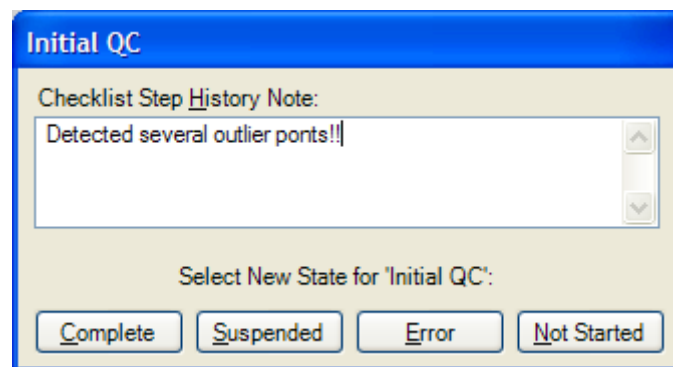 Initial QC
Checklist Step History Note:
Detected several outlier ponts!!
Select New State for 'Initial QC':
Complete Suspended Error Not Started